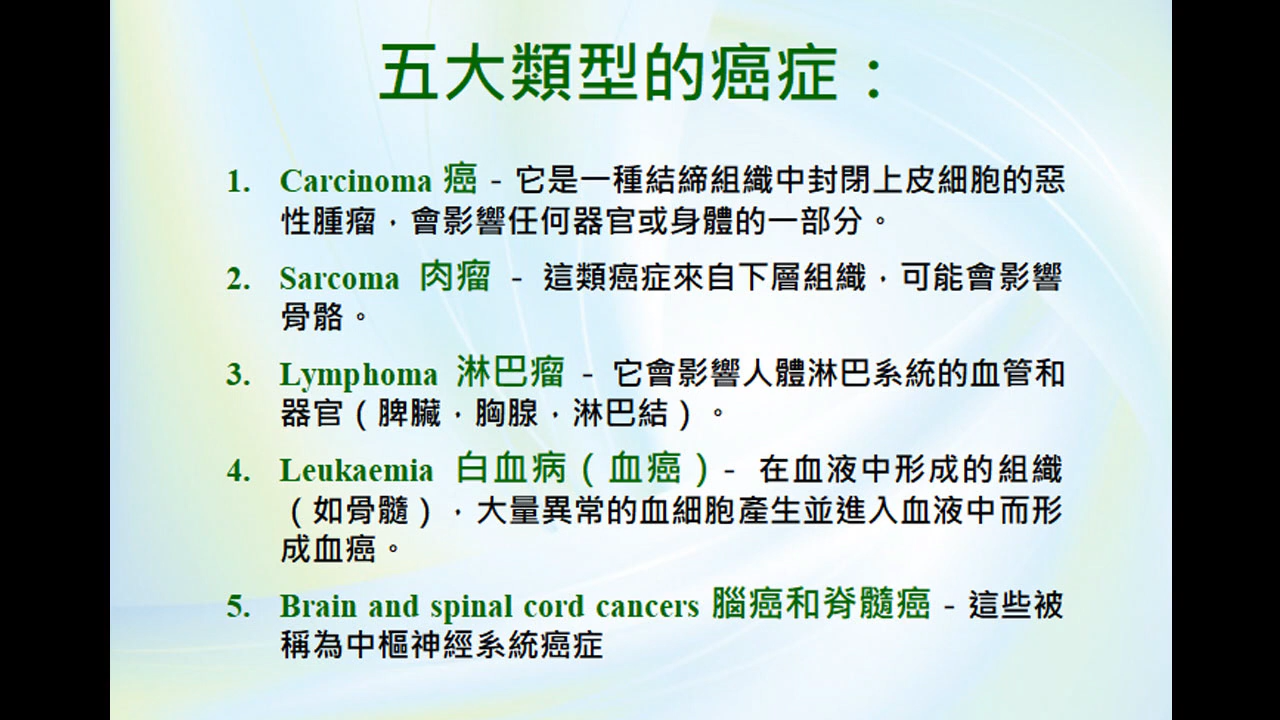 五大類型的癌症：
1. Carcinoma 癌 - 它是一種結締組織中封閉上皮細胞的惡
性腫瘤，會影響任何器官或身體的一部分。
2. Sarcoma 肉瘤 - 這類癌症來自下層組織，可能會影響
骨骼。
3. Lymphoma 淋巴瘤 - 它會影響人體淋巴系統的血管和
器官（脾臟，胸腺，淋巴結）。
4. Leukaemia 白血病（血癌）- 在血液中形成的組織
（如骨髓），大量異常的血細胞產生並進入血液中而形
成血癌。
5. Brain and spinal cord cancers 腦癌和脊髓癌 - 這些被
稱為中樞神經系統癌症